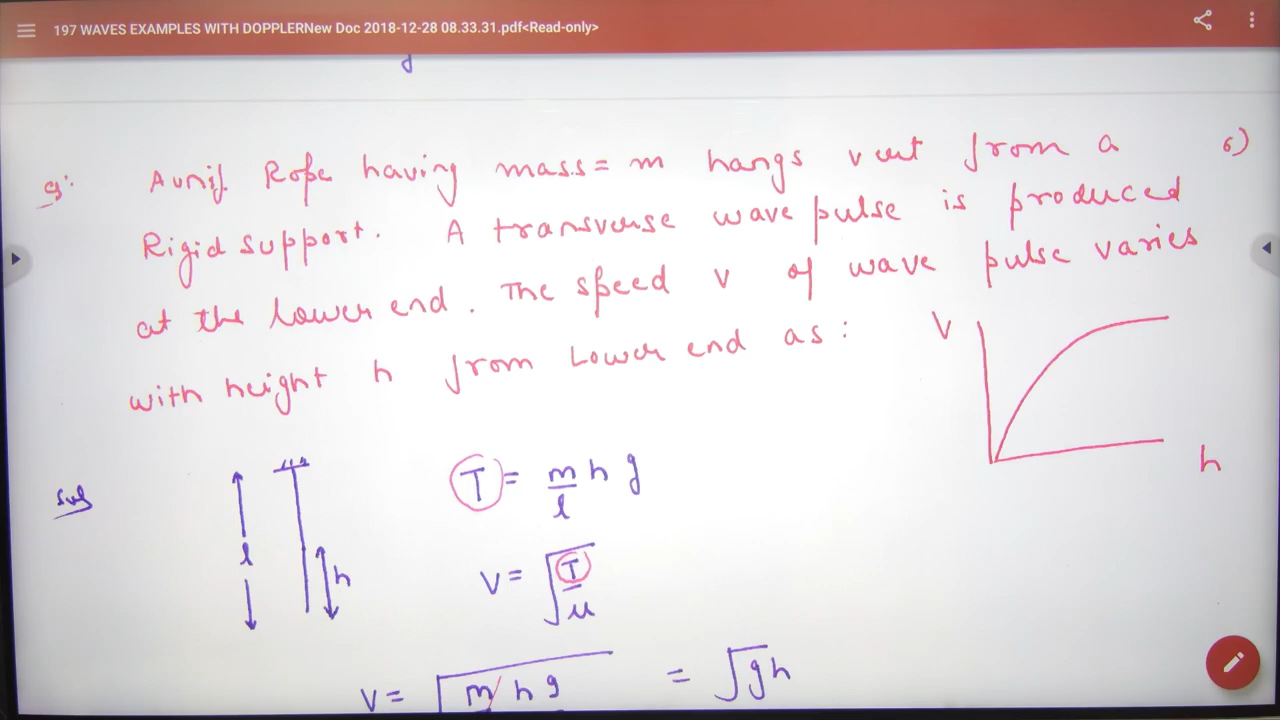 197 WAVES EXAMPLES WITH DOPPLERNew Doc 2018-12-28 08.33.31.pdf<Read-only>
Q:
A unif. Rope having mass = m hangs vert from a
6)
Rigid support. A transverse wave pulse is produced
at the lower end. The speed v of wave pulse varies
with height h from Lower end as:
V
h
Sol
l
h
T = m/l h g
V = √T/μ
V = √m h g = √gh